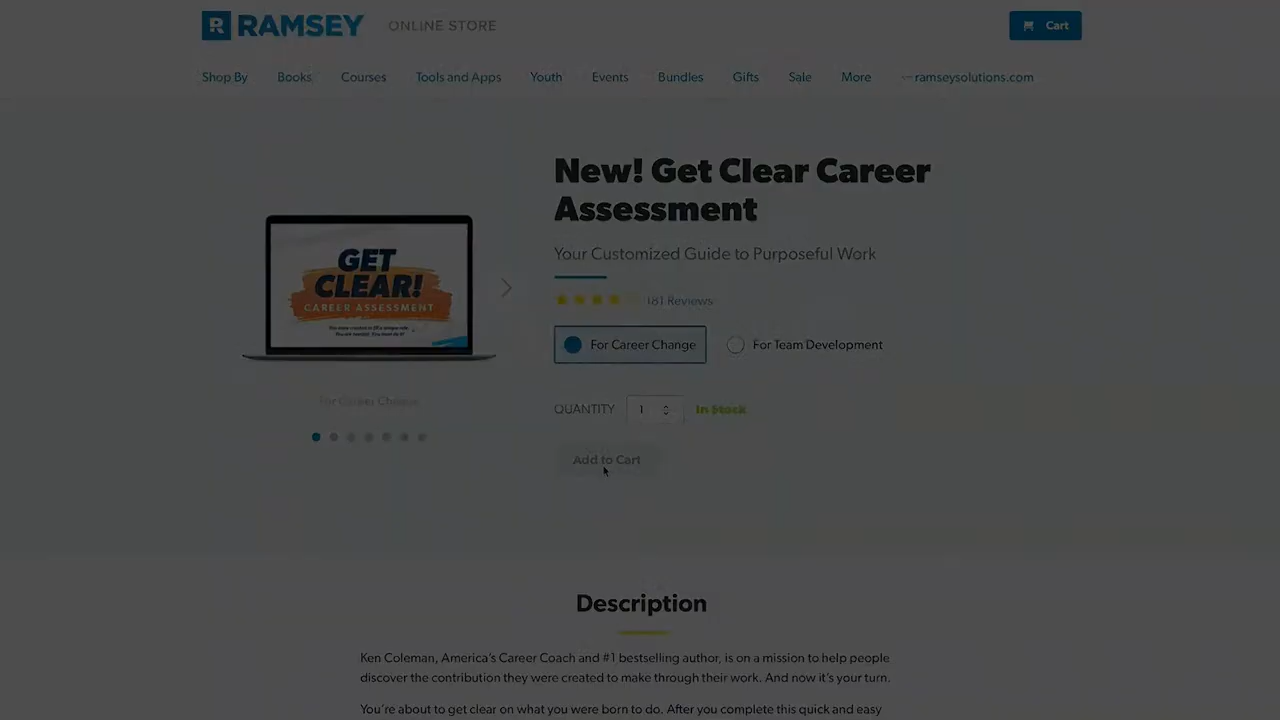 RAMSEY ONLINE STORE
Cart
Shop By Books Courses Tools and Apps Youth Events Bundles Gifts Sale More ramseysolutions.com
New! Get Clear Career
Assessment
Your Customized Guide to Purposeful Work
181 Reviews
For Career Change For Team Development
GET
CLEAR!
CAREER ASSESSMENT
For Career Change
QUANTITY 1 In Stock
Add to Cart
Description
Ken Coleman, America's Career Coach and #1 bestselling author, is on a mission to help people
discover the contribution they were created to make through their work. And now it's your turn.
You're about to get clear on what you were born to do. After you complete this quick and easy